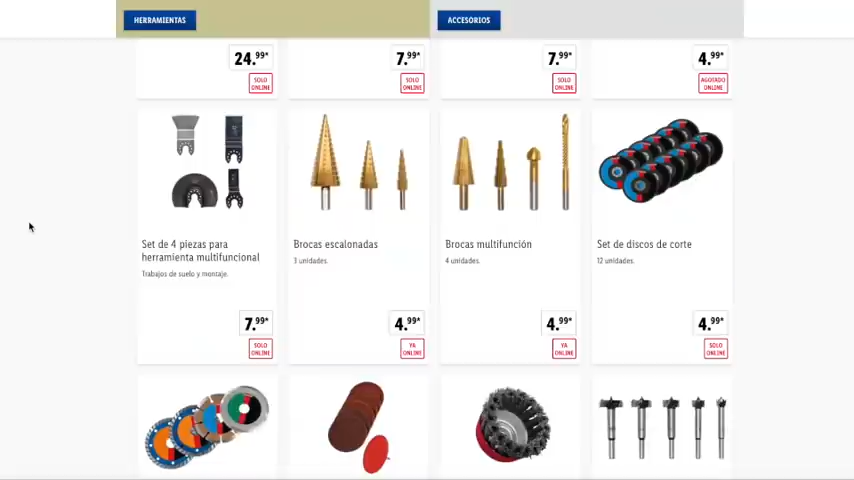 HERRAMIENTAS
ACCESORIOS
24.99*
7.99*
7.99*
4.99*
SOLO
ONLINE
SOLO
ONLINE
SOLO
ONLINE
AGOTADO
ONLINE
Set de 4 piezas para
herramienta multifuncional
Trabajos de suelo y montaje.
Brocas escalonadas
3 unidades.
Brocas multifunción
4 unidades.
Set de discos de corte
12 unidades.
7.99*
4.99*
4.99*
4.99*
SOLO
ONLINE
YA
ONLINE
YA
ONLINE
SOLO
ONLINE